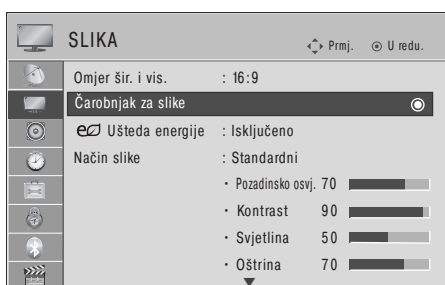 SLIKA
Prmj. U redu.
Omjer šir. i vis. : 16:9
Čarobnjak za slike
Ušteda energije : Isključeno
Način slike : Standardni
• Pozadinsko osvj. 70
• Kontrast 90
• Svjetlina 50
• Oštrina 70